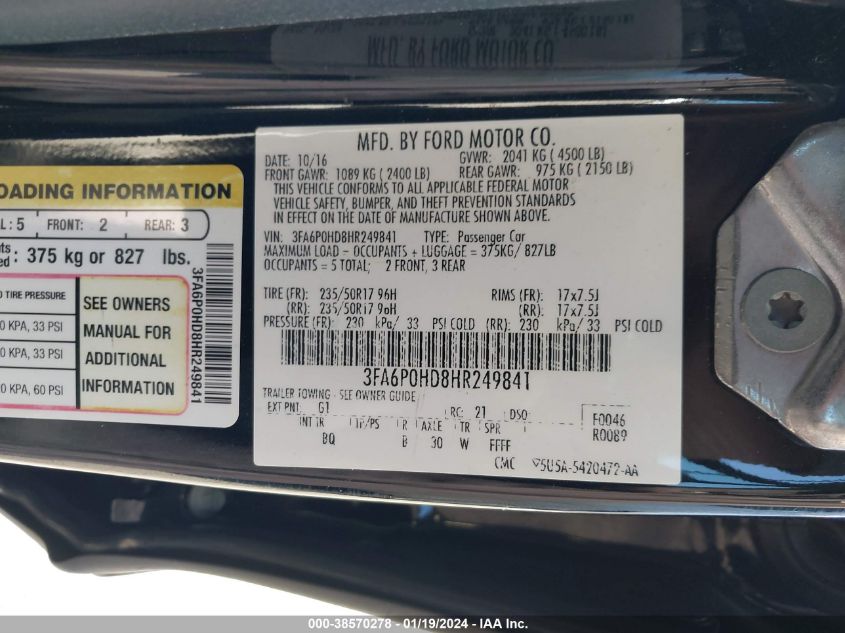 MFD. BY FORD MOTOR CO.
DATE: 10/16 GVWR: 2041 KG ( 4500 LB)
FRONT GAWR: 1089 KG ( 2400 LB) REAR GAWR: 975 KG ( 2150 LB)
THIS VEHICLE CONFORMS TO ALL APPLICABLE FEDERAL MOTOR
VEHICLE SAFETY, BUMPER, AND THEFT PREVENTION STANDARDS
IN EFFECT ON THE DATE OF MANUFACTURE SHOWN ABOVE.
VIN: 3FA6P0HD8HR249841 TYPE: Passenger Car
MAXIMUM LOAD - OCCUPANTS + LUGGAGE = 375KG/ 827LB
OCCUPANTS = 5 TOTAL; 2 FRONT, 3 REAR
TIRE (FR): 235/50R17 96H RIMS (FR): 17x7.5J
(RR): 235/50R17 96H (RR): 17x7.5J
PRESSURE (FR): 230 kPa/ 33 PSI COLD (RR): 230 kPa/ 33 PSI COLD
3FA6P0HD8HR249841
TRAILER TOWING - SEE OWNER GUIDE
EXT PNT: G1 RC: 21 DSO: F0046
R0089
INT TR TP/PS R AXLE TR SPR
BQ B 30 W FFFF
CMC 5U5A-5420472-AA
OADING INFORMATION
L: 5 FRONT: 2 REAR: 3
375 kg or 827 lbs.
TIRE PRESSURE
0 KPA, 33 PSI
0 KPA, 33 PSI
0 KPA, 60 PSI
SEE OWNERS
MANUAL FOR
ADDITIONAL
INFORMATION
3FA6P0HD8HR249841
MFD. BY FORD MOTOR CO.
000-38570278 - 01/19/2024 - IAAI.com